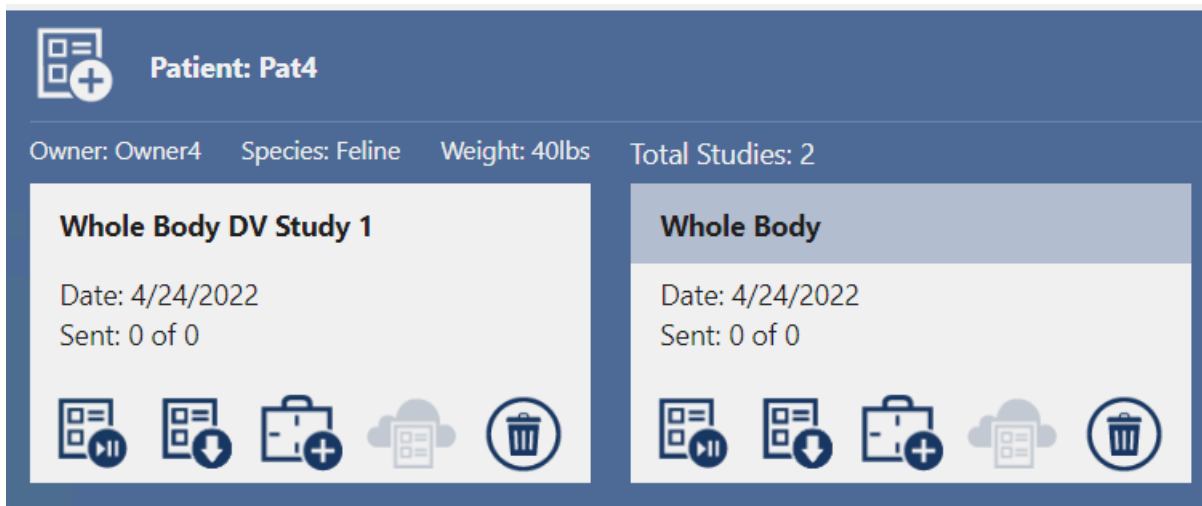 Patient: Pat4
Owner: Owner4 Species: Feline Weight: 40lbs Total Studies: 2
Whole Body DV Study 1
Date: 4/24/2022
Sent: 0 of 0
Whole Body
Date: 4/24/2022
Sent: 0 of 0